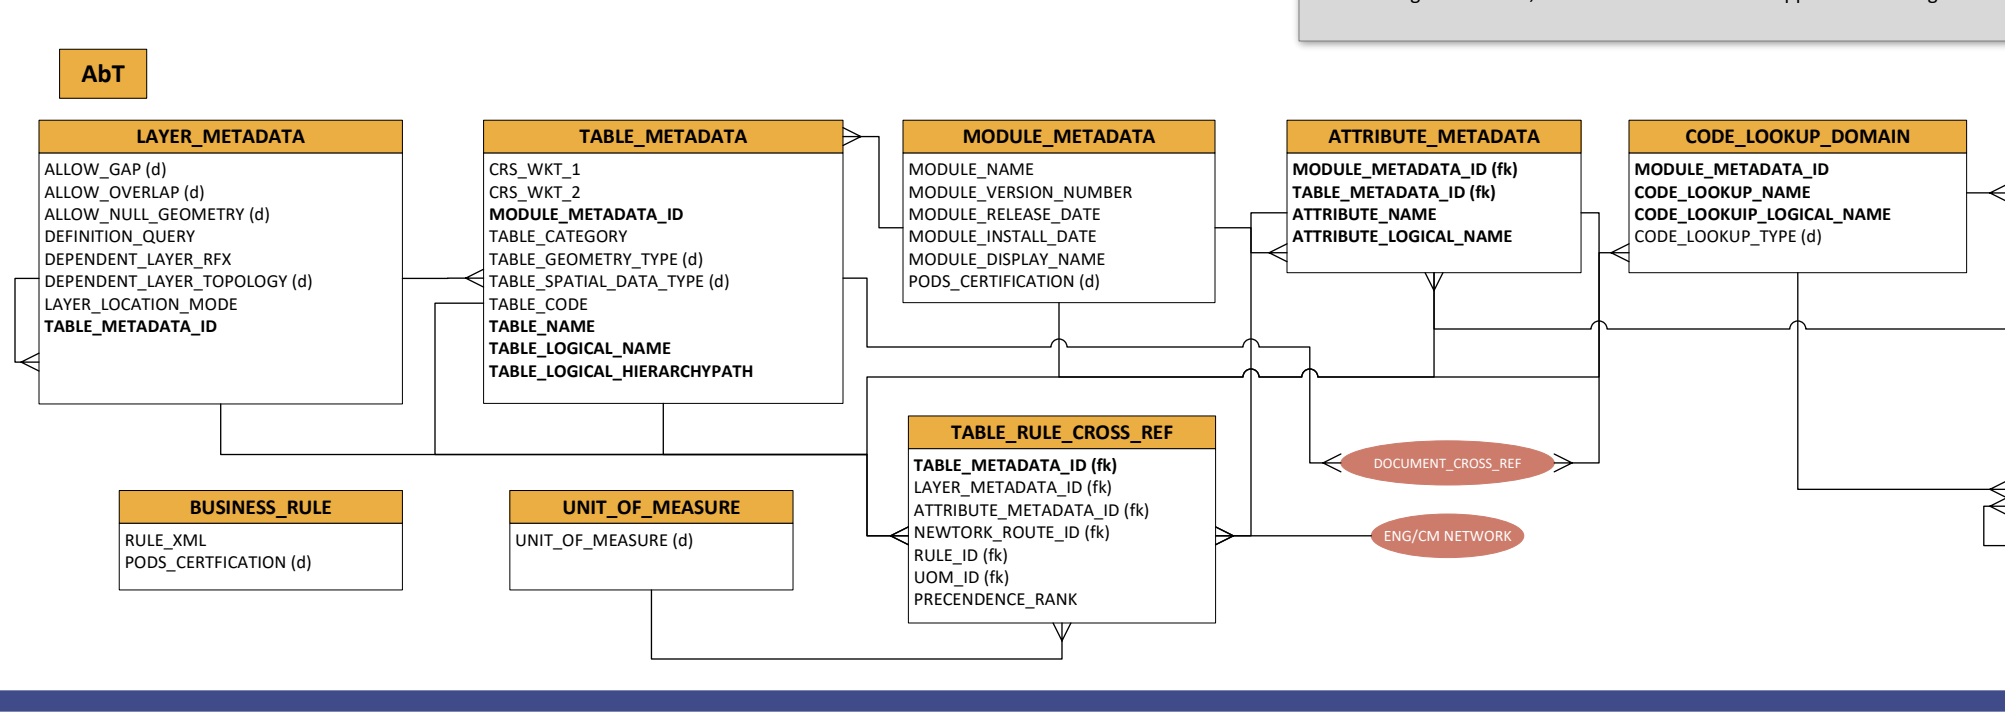 AbT
LAYER_METADATA
ALLOW_GAP (d)
ALLOW_OVERLAP (d)
ALLOW_NULL_GEOMETRY (d)
DEFINITION_QUERY
DEPENDENT_LAYER_RFX
DEPENDENT_LAYER_TOPOLOGY (d)
LAYER_LOCATION_MODE
TABLE_METADATA_ID
TABLE_METADATA
CRS_WKT_1
CRS_WKT_2
MODULE_METADATA_ID
TABLE_CATEGORY
TABLE_GEOMETRY_TYPE (d)
TABLE_SPATIAL_DATA_TYPE (d)
TABLE_CODE
TABLE_NAME
TABLE_LOGICAL_NAME
TABLE_LOGICAL_HIERARCHYPATH
MODULE_METADATA
MODULE_NAME
MODULE_VERSION_NUMBER
MODULE_RELEASE_DATE
MODULE_INSTALL_DATE
MODULE_DISPLAY_NAME
PODS_CERTIFICATION (d)
ATTRIBUTE_METADATA
MODULE_METADATA_ID (fk)
TABLE_METADATA_ID (fk)
ATTRIBUTE_NAME
ATTRIBUTE_LOGICAL_NAME
CODE_LOOKUP_DOMAIN
MODULE_METADATA_ID
CODE_LOOKUP_NAME
CODE_LOOKUIP_LOGICAL_NAME
CODE_LOOKUP_TYPE (d)
BUSINESS_RULE
RULE_XML
PODS_CERTFICATION (d)
UNIT_OF_MEASURE
UNIT_OF_MEASURE (d)
TABLE_RULE_CROSS_REF
TABLE_METADATA_ID (fk)
LAYER_METADATA_ID (fk)
ATTRIBUTE_METADATA_ID (fk)
NEWTORK_ROUTE_ID (fk)
RULE_ID (fk)
UOM_ID (fk)
PRECENDENCE_RANK
DOCUMENT_CROSS_REF
ENG/CM NETWORK